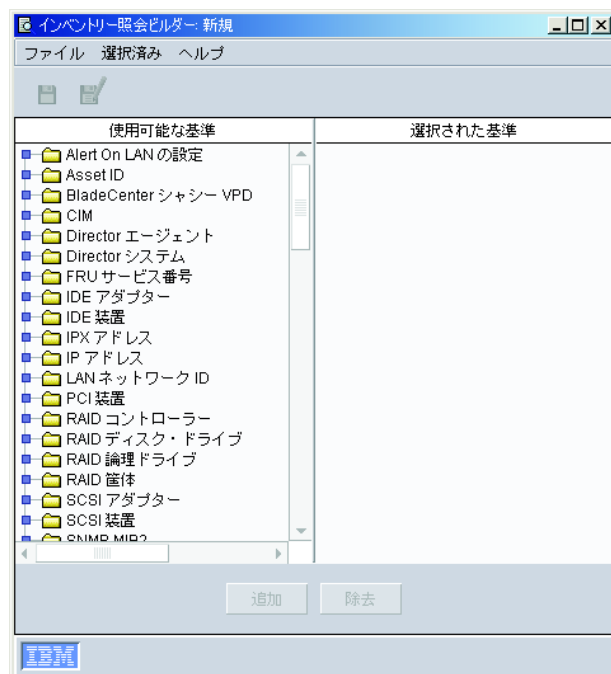 インベントリー照会ビルダー: 新規
ファイル 選択済み ヘルプ
使用可能な基準
選択された基準
Alert On LAN の設定
Asset ID
BladeCenter シャシー VPD
CIM
Director エージェント
Director システム
FRU サービス番号
IDE アダプター
IDE 装置
IPX アドレス
IP アドレス
LAN ネットワーク ID
PCI 装置
RAID コントローラー
RAID ディスク・ドライブ
RAID 論理ドライブ
RAID 筐体
SCSI アダプター
SCSI 装置
SNMP MIB2
追加 除去
IBM